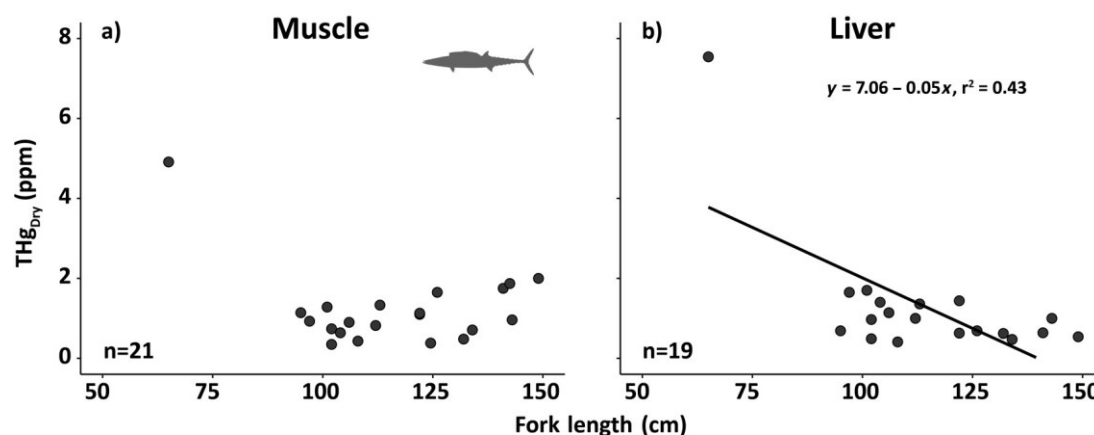 a) Muscle
b) Liver
y = 7.06 – 0.05x, r² = 0.43
THg_Dry (ppm)
8
6
4
2
0
n=21
n=19
50 75 100 125 150
50 75 100 125 150
Fork length (cm)